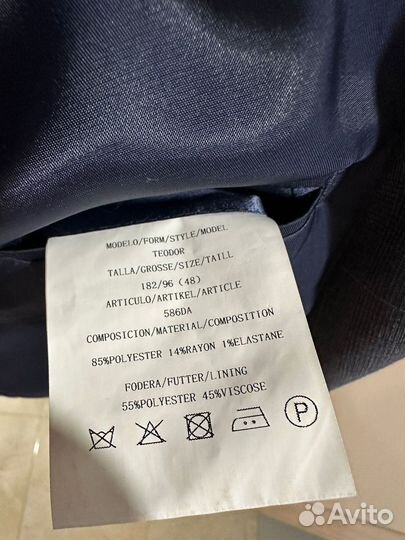 MODELO/FORM/STYLE/MODEL
TEODOR
TALLA/GROSSE/SIZE/TAILL
182/96 (48)
ARTICULO/ARTIKEL/ARTICLE
586DA
COMPOSICION/MATERIAL/COMPOSITION
85%POLYESTER 14%RAYON 1%ELASTANE
FODERA/FUTTER/LINING
55%POLYESTER 45%VISCOSE
P
Avito